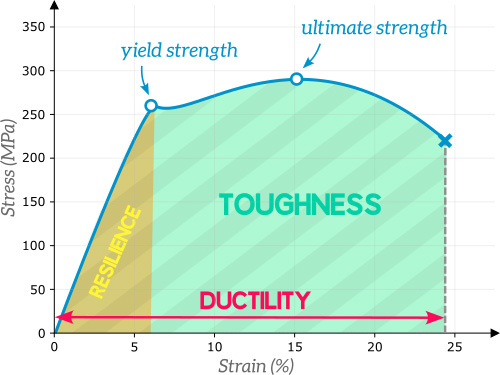 350
ultimate strength
yield strength
300
250
200
150
100
50
0
Stress (MPa)
TOUGHNESS
RESILIENCE
DUCTILITY
0 5 10 15 20 25
Strain (%)